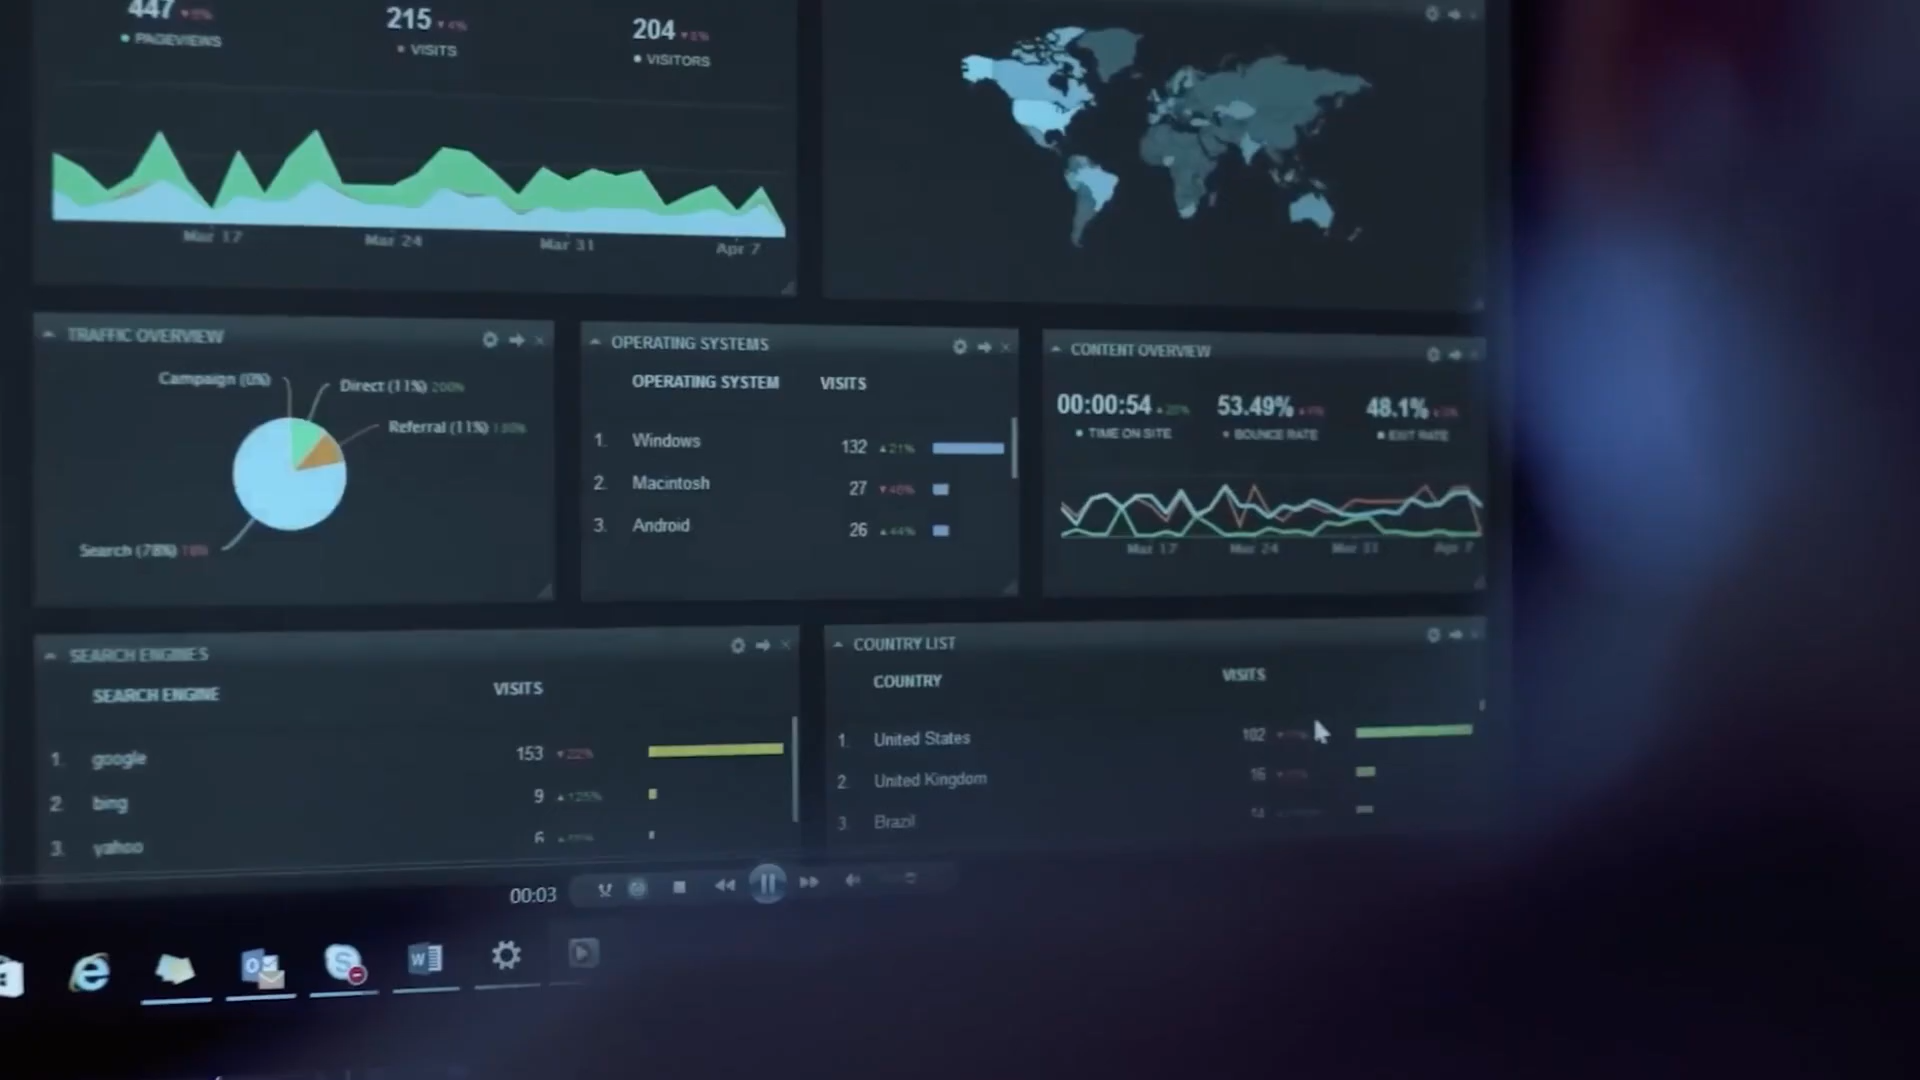 447
PAGEVIEWS
215
VISITS
204
VISITORS
Mar 17
Mar 24
Mar 31
Apr 7
TRAFFIC OVERVIEW
Campaign (0%)
Direct (11%) 200%
Referral (11%)
Search (78%)
OPERATING SYSTEMS
OPERATING SYSTEM VISITS
1. Windows 132 21%
2. Macintosh 27
3. Android 26 44%
CONTENT OVERVIEW
00:00:54 53.49% 48.1%
TIME ON SITE BOUNCE RATE EXIT RATE
Mar 17 Mar 24 Mar 31 Apr 7
SEARCH ENGINES
SEARCH ENGINE VISITS
1. google 153 22%
2. bing 9 125%
3. yahoo 6
COUNTRY LIST
COUNTRY VISITS
1. United States 102
2. United Kingdom 16
3. Brazil 14
00:03